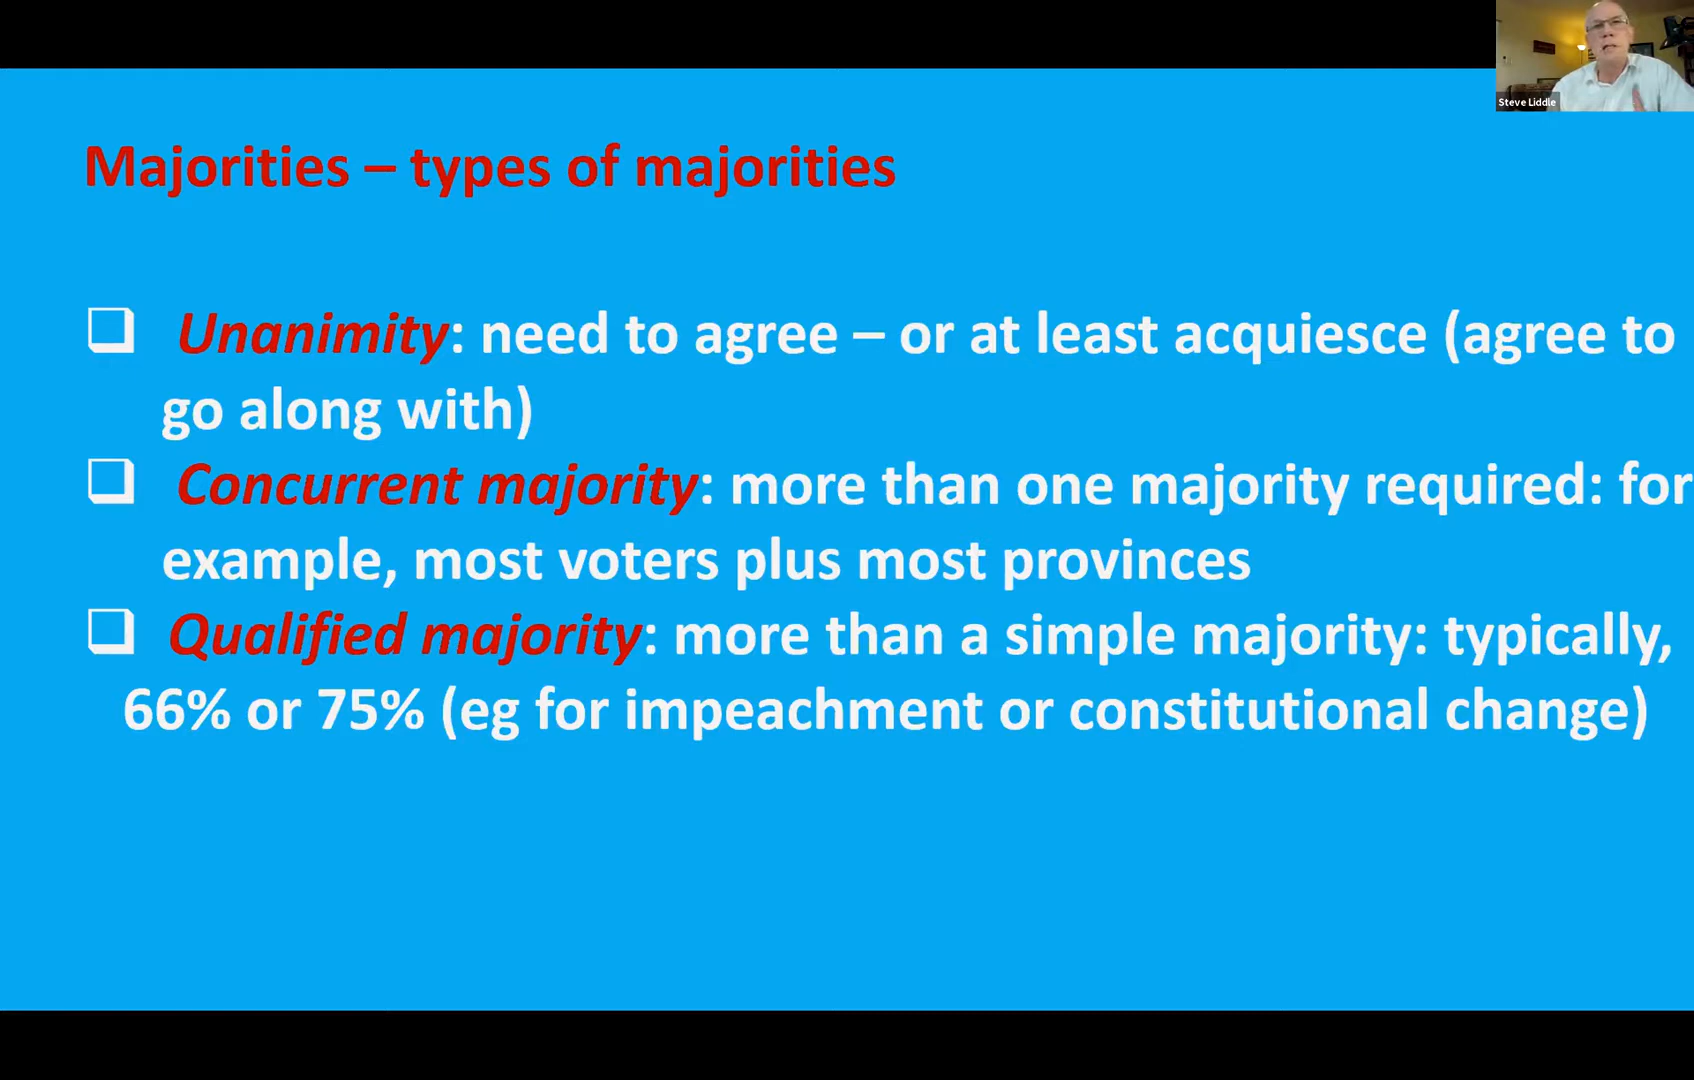 Steve Liddle
Majorities – types of majorities
❑ Unanimity: need to agree – or at least acquiesce (agree to
go along with)
❑ Concurrent majority: more than one majority required: for
example, most voters plus most provinces
❑ Qualified majority: more than a simple majority: typically,
66% or 75% (eg for impeachment or constitutional change)